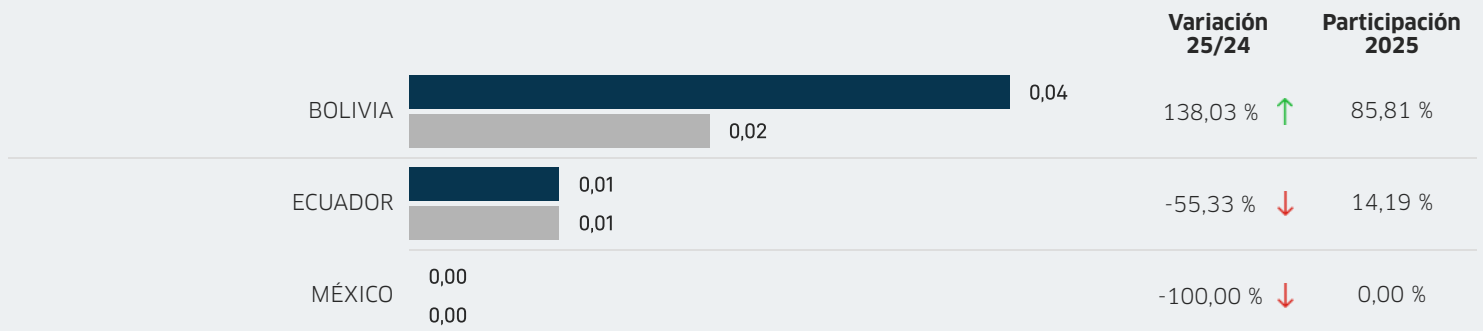 Variación Participación
25/24 2025
0,04
BOLIVIA 138,03 % ↑ 85,81 %
0,02
0,01
ECUADOR -55,33 % ↓ 14,19 %
0,01
0,00
MÉXICO -100,00 % ↓ 0,00 %
0,00